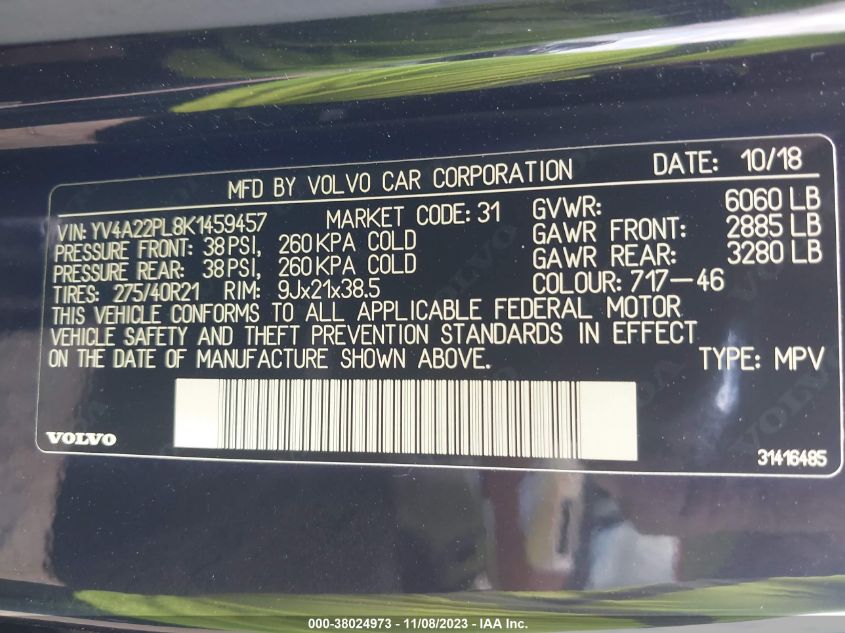 MFD BY VOLVO CAR CORPORATION DATE: 10/18
VIN: YV4A22PL8K1459457 MARKET CODE: 31 GVWR: 6060 LB
PRESSURE FRONT: 38 PSI, 260 KPA COLD GAWR FRONT: 2885 LB
PRESSURE REAR: 38 PSI, 260 KPA COLD GAWR REAR: 3280 LB
TIRES: 275/40R21 RIM: 9Jx21x38.5 COLOUR: 717-46
THIS VEHICLE CONFORMS TO ALL APPLICABLE FEDERAL MOTOR
VEHICLE SAFETY AND THEFT PREVENTION STANDARDS IN EFFECT
ON THE DATE OF MANUFACTURE SHOWN ABOVE. TYPE: MPV
VOLVO
31416485
000-38024973 - 11/08/2023 - IAA Inc.